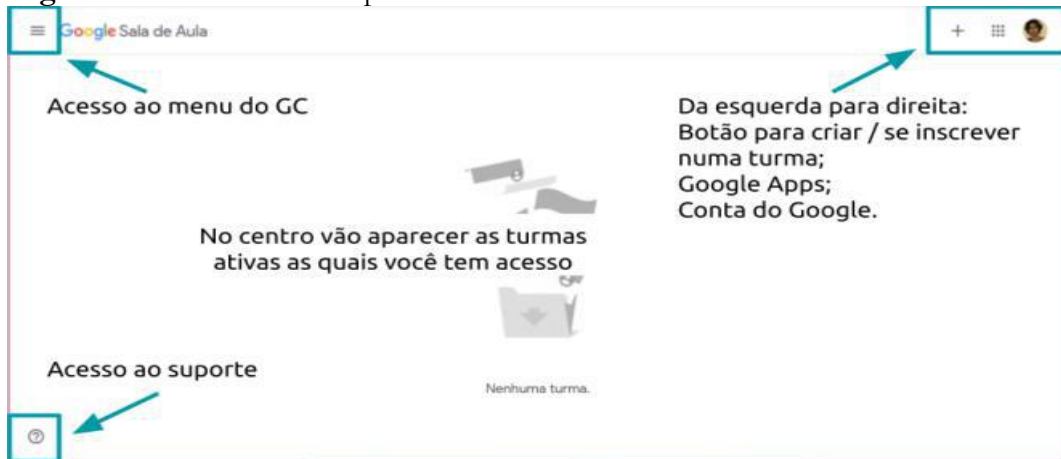 Google Sala de Aula
Acesso ao menu do GC
Da esquerda para direita:
Botão para criar / se inscrever
numa turma;
Google Apps;
Conta do Google.
No centro vão aparecer as turmas
ativas as quais você tem acesso
Acesso ao suporte
Nenhuma turma.